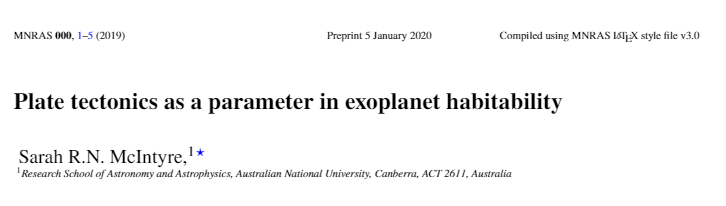 MNRAS 000, 1–5 (2019) Preprint 5 January 2020 Compiled using MNRAS LATEX style file v3.0
Plate tectonics as a parameter in exoplanet habitability
Sarah R.N. McIntyre,1★
1Research School of Astronomy and Astrophysics, Australian National University, Canberra, ACT 2611, Australia